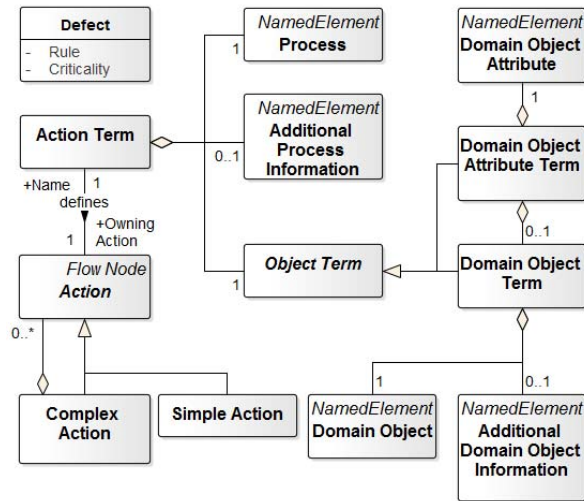 Defect
- Rule
- Criticality
NamedElement
Process
1
NamedElement
Domain Object
Attribute
1
Action Term
NamedElement
Additional
Process
Information
0..1
Domain Object
Attribute Term
0..1
+Name
1
defines
+Owning
Action
1
Object Term
1
Domain Object
Term
Flow Node
Action
0..*
Complex
Action
Simple Action
1
NamedElement
Domain Object
0..1
NamedElement
Additional
Domain Object
Information